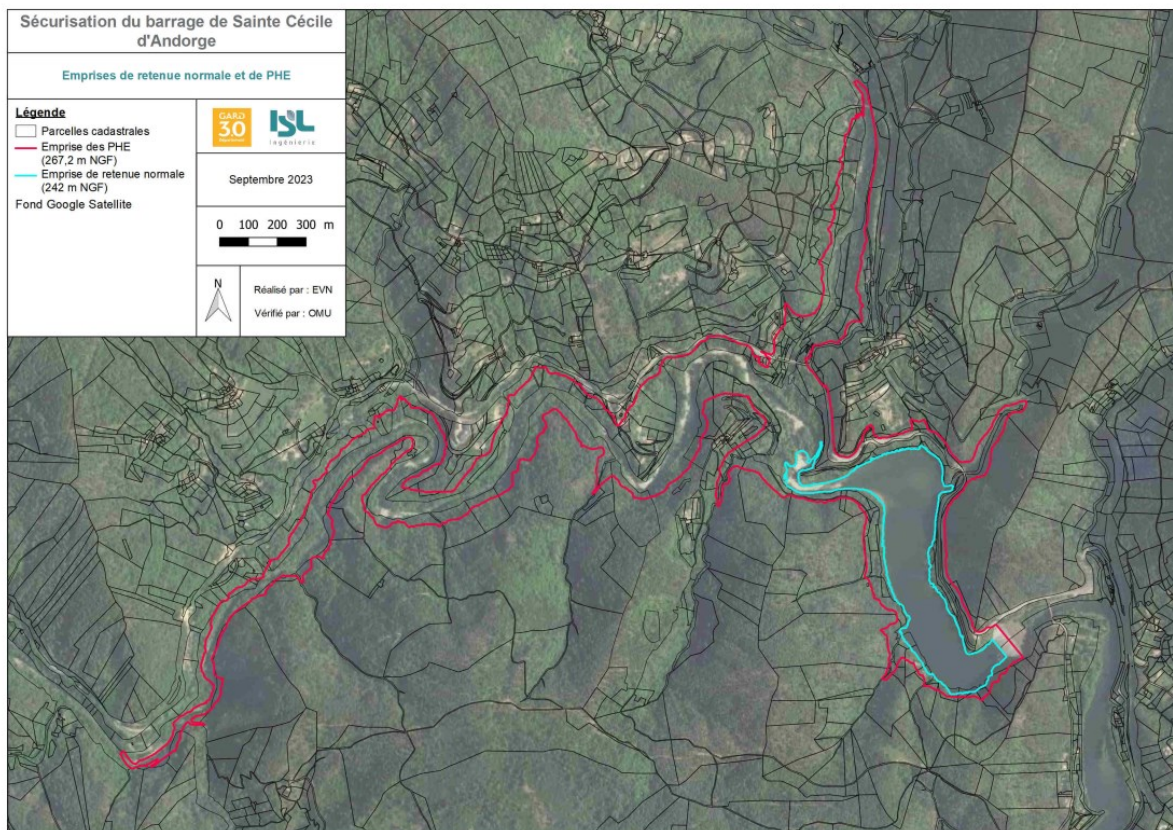 Sécurisation du barrage de Sainte Cécile
d'Andorge
Emprises de retenue normale et de PHE
Légende
Parcelles cadastrales
Emprise des PHE
(267,2 m NGF)
Emprise de retenue normale
(242 m NGF)
Fond Google Satellite
GARD
30
ISL
Ingénierie
Septembre 2023
0 100 200 300 m
N
Réalisé par : EVN
Vérifié par : OMU